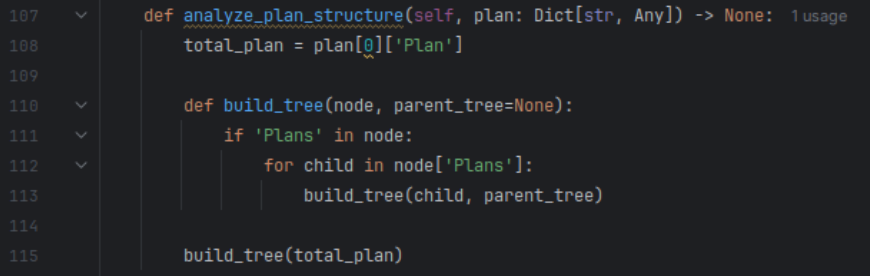 107 def analyze_plan_structure(self, plan: Dict[str, Any]) -> None: 1 usage
108 total_plan = plan[0]['Plan']
109
110 def build_tree(node, parent_tree=None):
111 if 'Plans' in node:
112 for child in node['Plans']:
113 build_tree(child, parent_tree)
114
115 build_tree(total_plan)